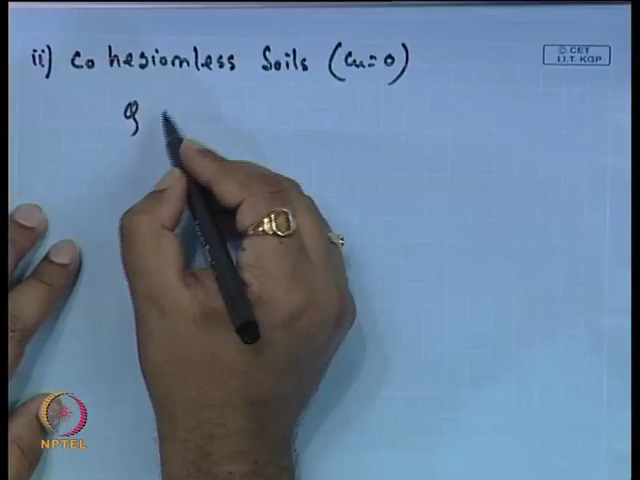 ii) Cohesionless Soils (Cu=0)
© CET
I.I.T. KGP
q
NPTEL